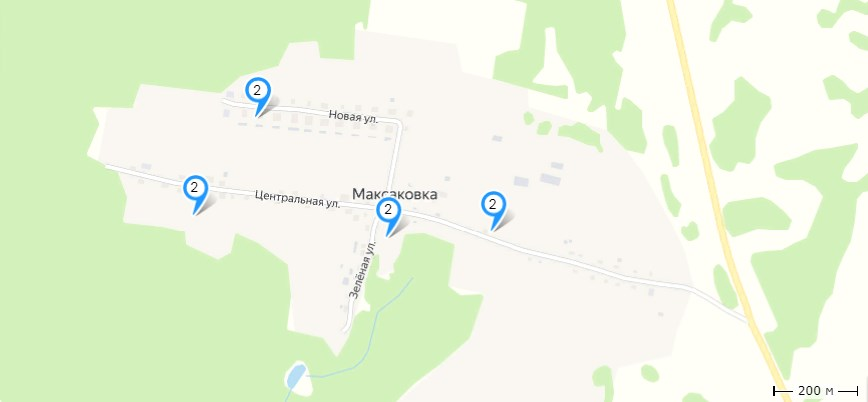 2
Новая ул.
2
Центральная ул.
Максаковка
2
2
Зелёная ул.
200 м